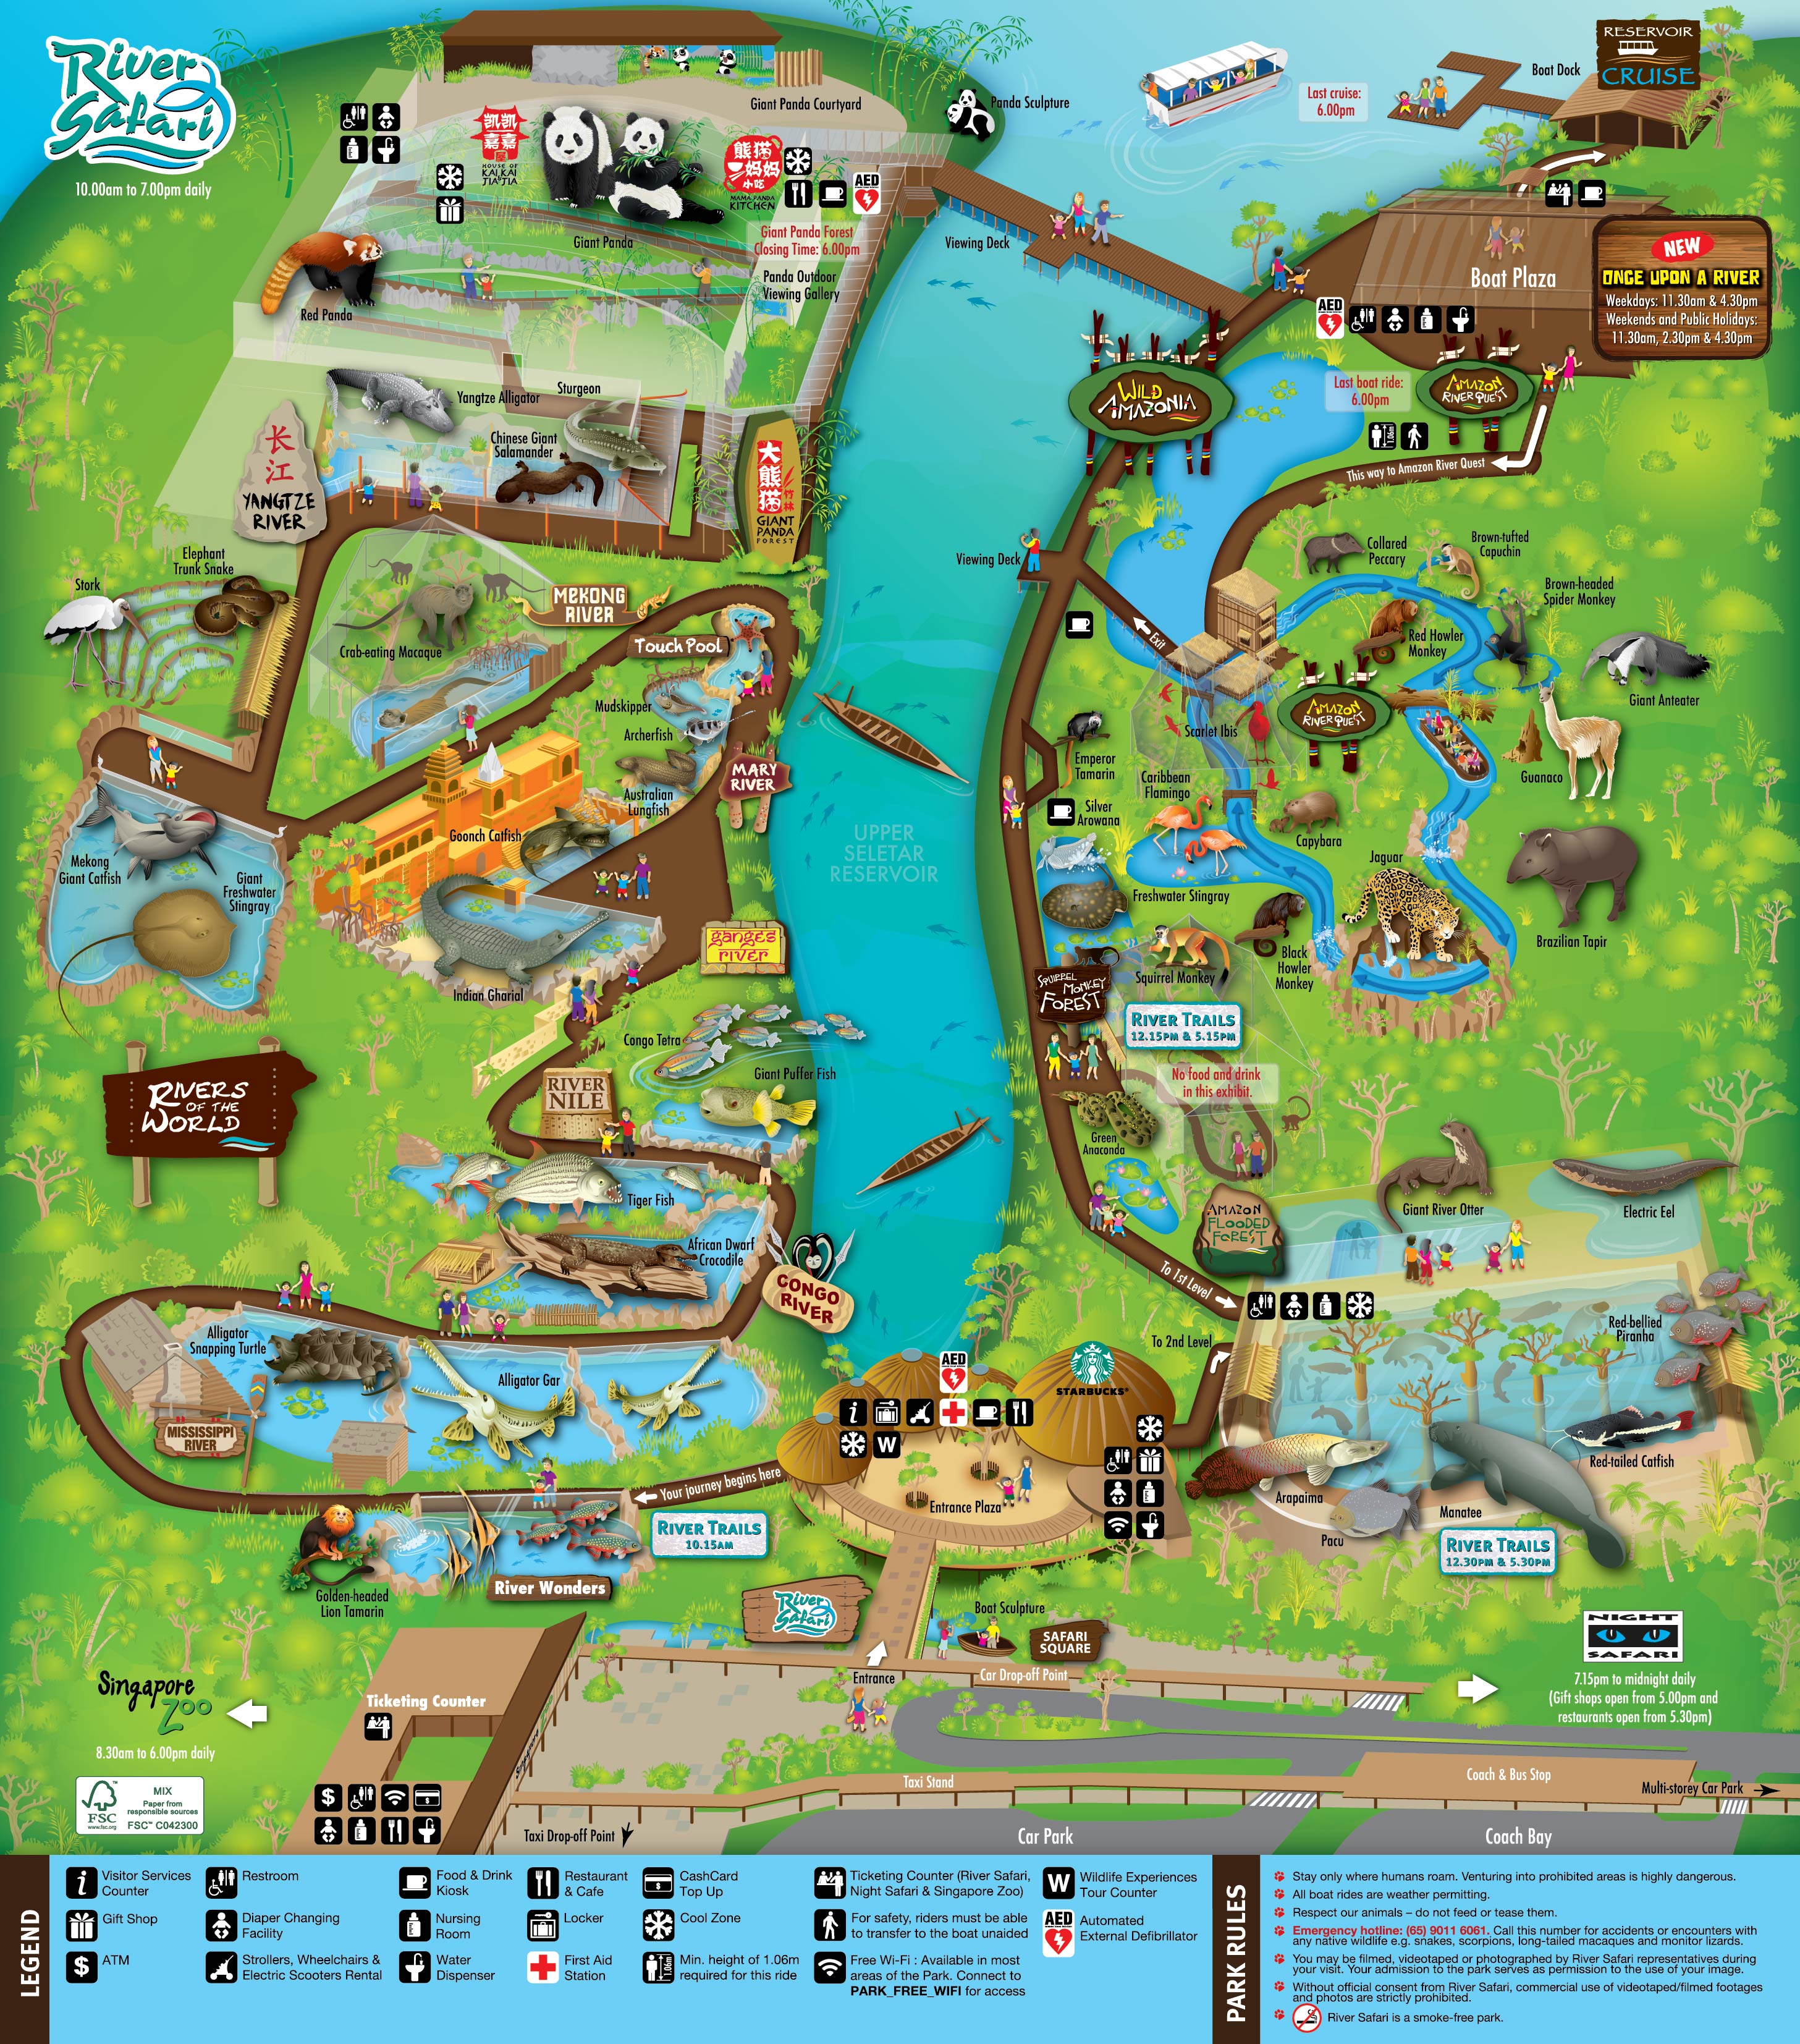 River
Safari
10.00am to 7.00pm daily
Giant Panda Courtyard
Panda Sculpture
Last cruise:
6.00pm
Boat Dock
RESERVOIR
CRUISE
凯凯
嘉嘉
HOUSE OF
KAI KAI
JIA JIA
Giant Panda
熊猫
妈妈
小吃
MAMA PANDA
KITCHEN
AED
Giant Panda Forest
Closing Time: 6.00pm
Panda Outdoor
Viewing Gallery
Red Panda
Viewing Deck
Boat Plaza
AED
NEW
ONCE UPON A RIVER
Weekdays: 11.30am & 4.30pm
Weekends and Public Holidays:
11.30am, 2.30pm & 4.30pm
WILD
AMAZONIA
Last boat ride:
6.00pm
AMAZON
RIVER QUEST
1.06m
This way to Amazon River Quest
Yangtze Alligator
Sturgeon
Chinese Giant
Salamander
长
江
YANGTZE
RIVER
大
熊
猫
竹
林
GIANT
PANDA
FOREST
Viewing Deck
Exit
Collared
Peccary
Brown-tufted
Capuchin
Brown-headed
Spider Monkey
Red Howler
Monkey
Giant Anteater
AMAZON
RIVER QUEST
Guanaco
Scarlet Ibis
Elephant
Trunk Snake
Stork
Crab-eating Macaque
MEKONG
RIVER
Touch Pool
Mudskipper
Archerfish
Australian
Lungfish
MARY
RIVER
Goonch Catfish
Mekong
Giant Catfish
Giant
Freshwater
Stingray
Indian Gharial
ganges
river
UPPER
SELETAR
RESERVOIR
Emperor
Tamarin
Silver
Arowana
Caribbean
Flamingo
Capybara
Jaguar
Freshwater Stingray
Brazilian Tapir
Black
Howler
Monkey
Squirrel Monkey
SQUIRREL
MONKEY
FOREST
RIVER TRAILS
12.15PM & 5.15PM
No food and drink
in this exhibit.
Green
Anaconda
RIVERS
OF THE
WORLD
Congo Tetra
Giant Puffer Fish
RIVER
NILE
Tiger Fish
African Dwarf
Crocodile
CONGO
RIVER
AMAZON
FLOODED
FOREST
Giant River Otter
Electric Eel
To 1st Level
To 2nd Level
Red-bellied
Piranha
Alligator
Snapping Turtle
Alligator Gar
MISSISSIPPI
RIVER
AED
STARBUCKS
i
W
Entrance Plaza
Your journey begins here
RIVER TRAILS
10.15AM
Golden-headed
Lion Tamarin
River Wonders
Arapaima
Pacu
Manatee
Red-tailed Catfish
RIVER TRAILS
12.30PM & 5.30PM
River
Safari
Boat Sculpture
SAFARI
SQUARE
Entrance
Car Drop-off Point
NIGHT
SAFARI
7.15pm to midnight daily
(Gift shops open from 5.00pm and
restaurants open from 5.30pm)
Singapore
Zoo
8.30am to 6.00pm daily
Ticketing Counter
$
Taxi Stand
Coach & Bus Stop
Multi-storey Car Park
Taxi Drop-off Point
Car Park
Coach Bay
FSC
www.fsc.org
MIX
Paper from
responsible sources
FSC™ C042300
LEGEND
i
Visitor Services
Counter
Gift Shop
$
ATM
Restroom
Diaper Changing
Facility
Strollers, Wheelchairs &
Electric Scooters Rental
Food & Drink
Kiosk
Nursing
Room
Water
Dispenser
Restaurant
& Cafe
Locker
First Aid
Station
CashCard
Top Up
Cool Zone
1.06m
Min. height of 1.06m
required for this ride
Ticketing Counter (River Safari,
Night Safari & Singapore Zoo)
For safety, riders must be able
to transfer to the boat unaided
Free Wi-Fi : Available in most
areas of the Park. Connect to
PARK_FREE_WIFI for access
W
Wildlife Experiences
Tour Counter
AED
Automated
External Defibrillator
PARK RULES
Stay only where humans roam. Venturing into prohibited areas is highly dangerous.
All boat rides are weather permitting.
Respect our animals – do not feed or tease them.
Emergency hotline: (65) 9011 6061. Call this number for accidents or encounters with
any native wildlife e.g. snakes, scorpions, long-tailed macaques and monitor lizards.
You may be filmed, videotaped or photographed by River Safari representatives during
your visit. Your admission to the park serves as permission to the use of your image.
Without official consent from River Safari, commercial use of videotaped/filmed footages
and photos are strictly prohibited.
River Safari is a smoke-free park.